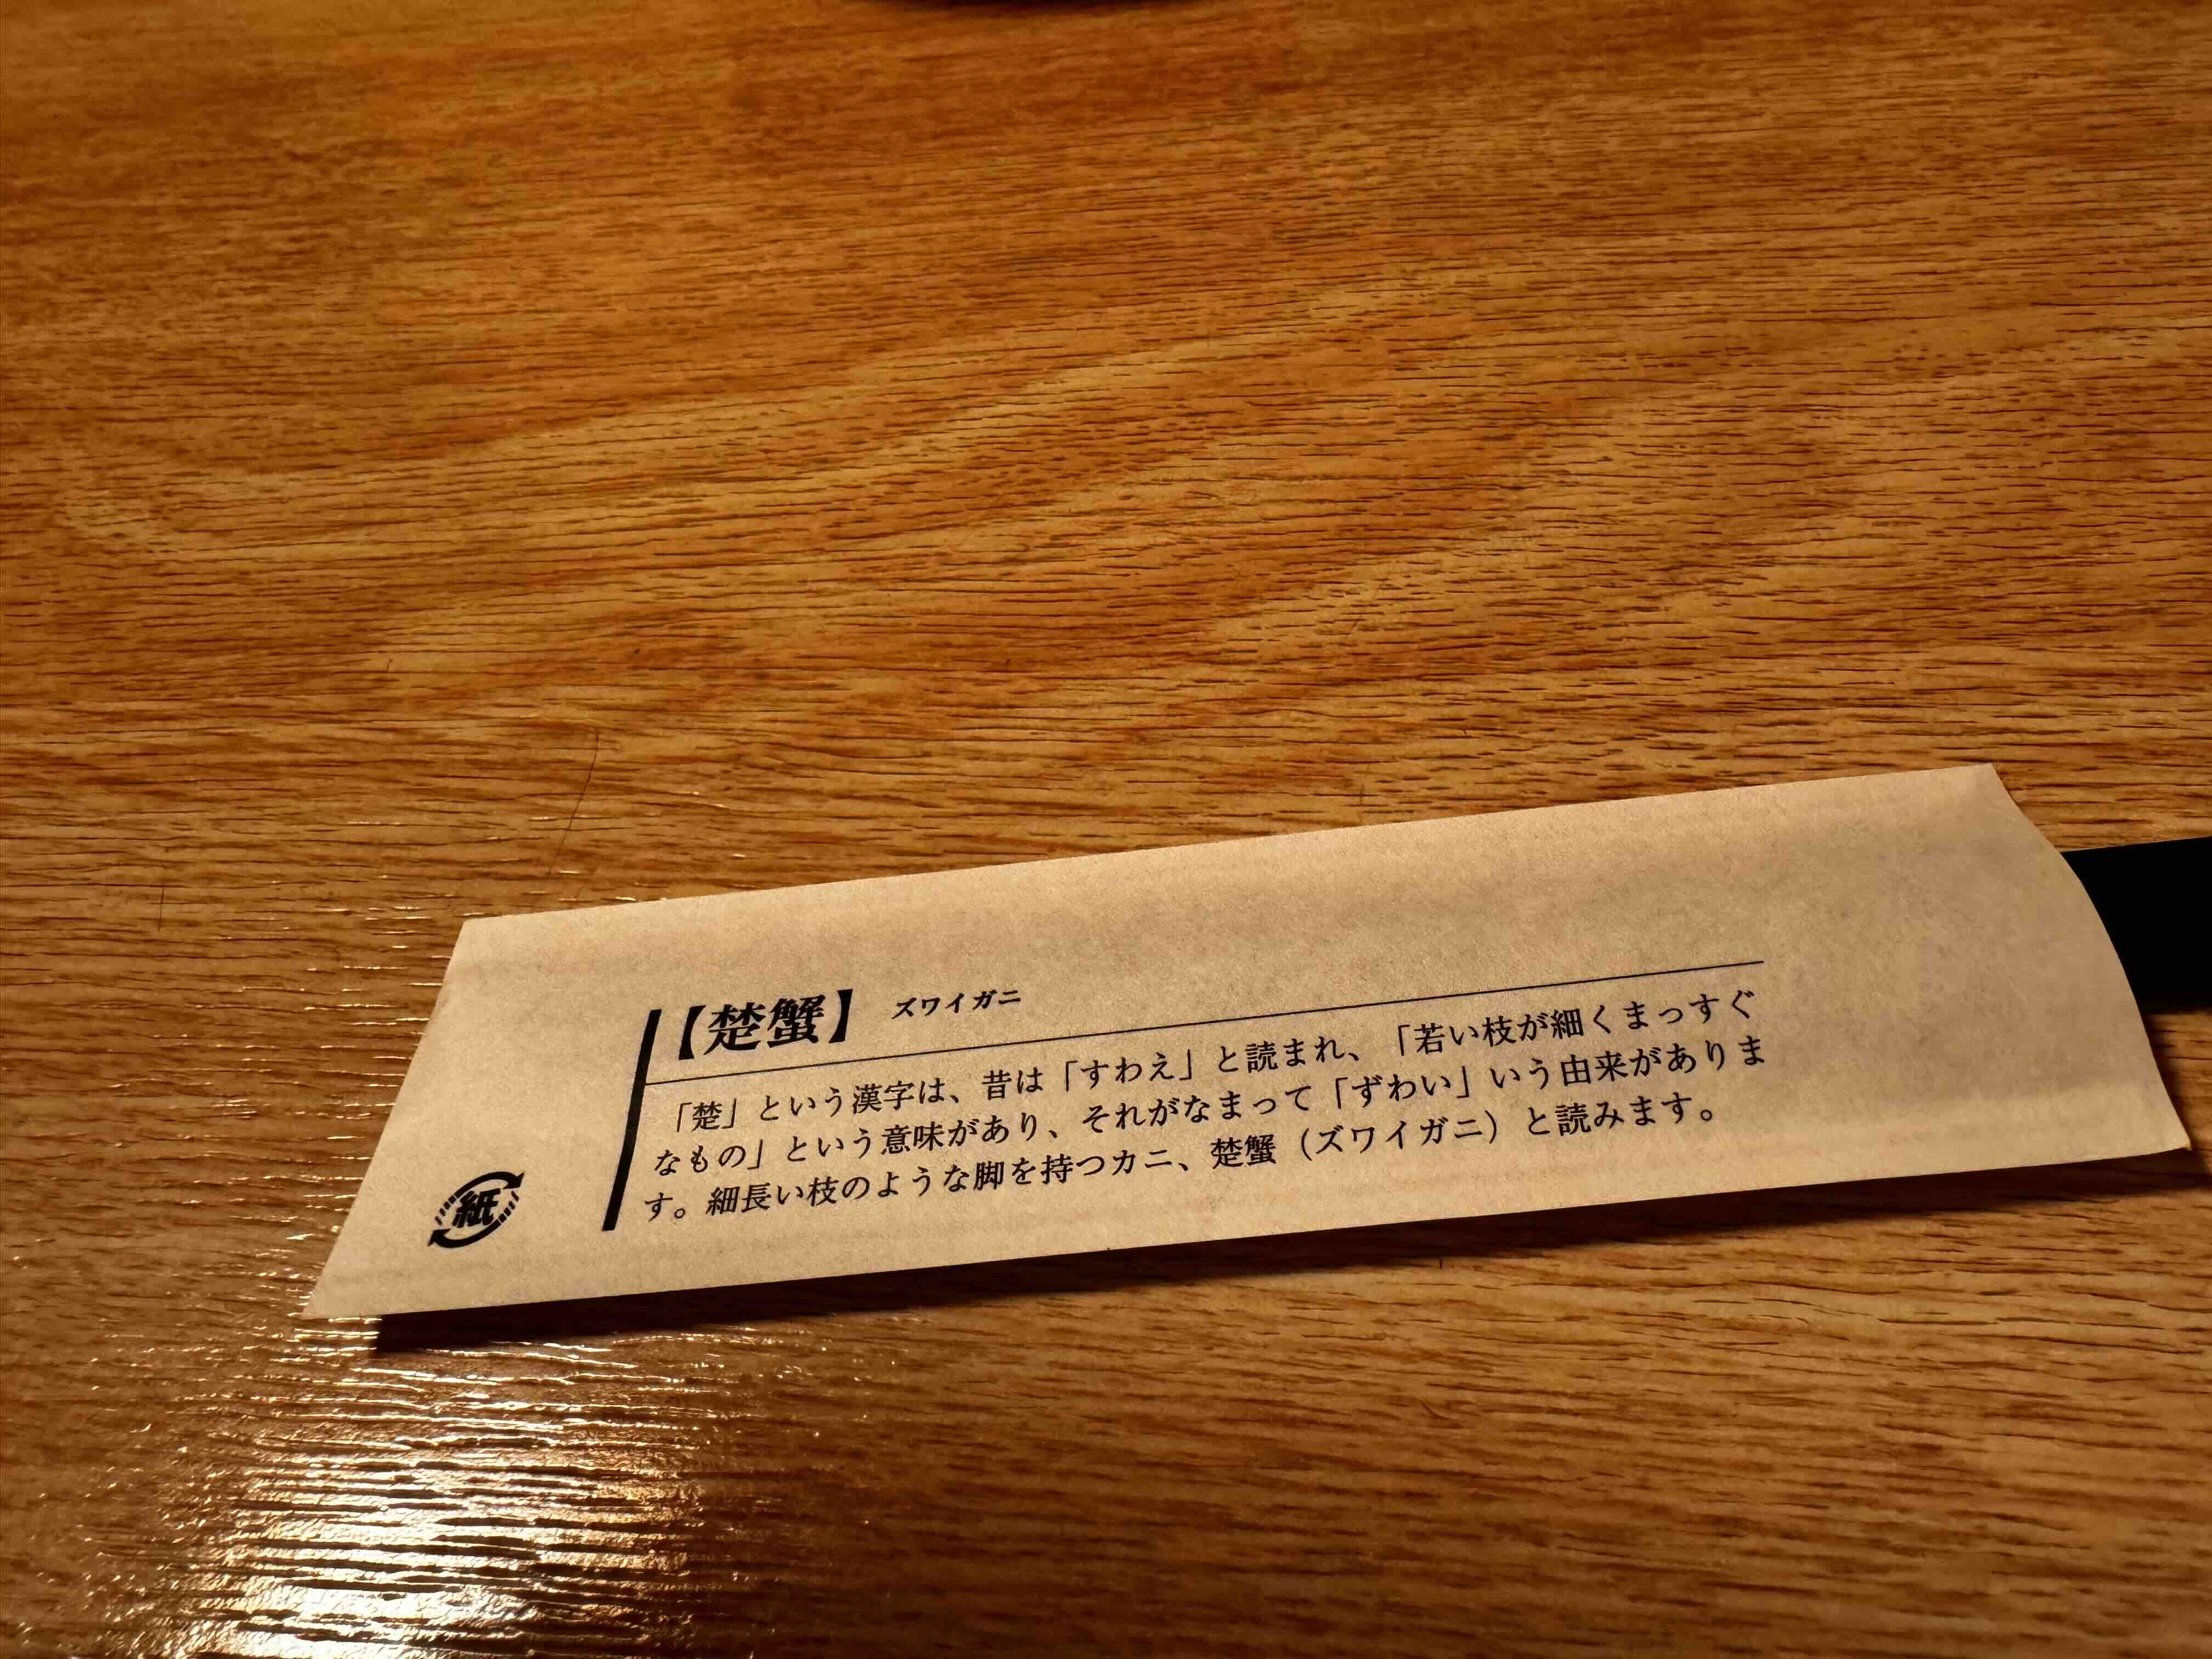 【楚蟹】 ズワイガニ
「楚」という漢字は、昔は「すわえ」と読まれ、「若い枝が細くまっすぐ
なもの」という意味があり、それがなまって「ずわい」いう由来がありま
す。細長い枝のような脚を持つカニ、楚蟹（ズワイガニ）と読みます。
紙